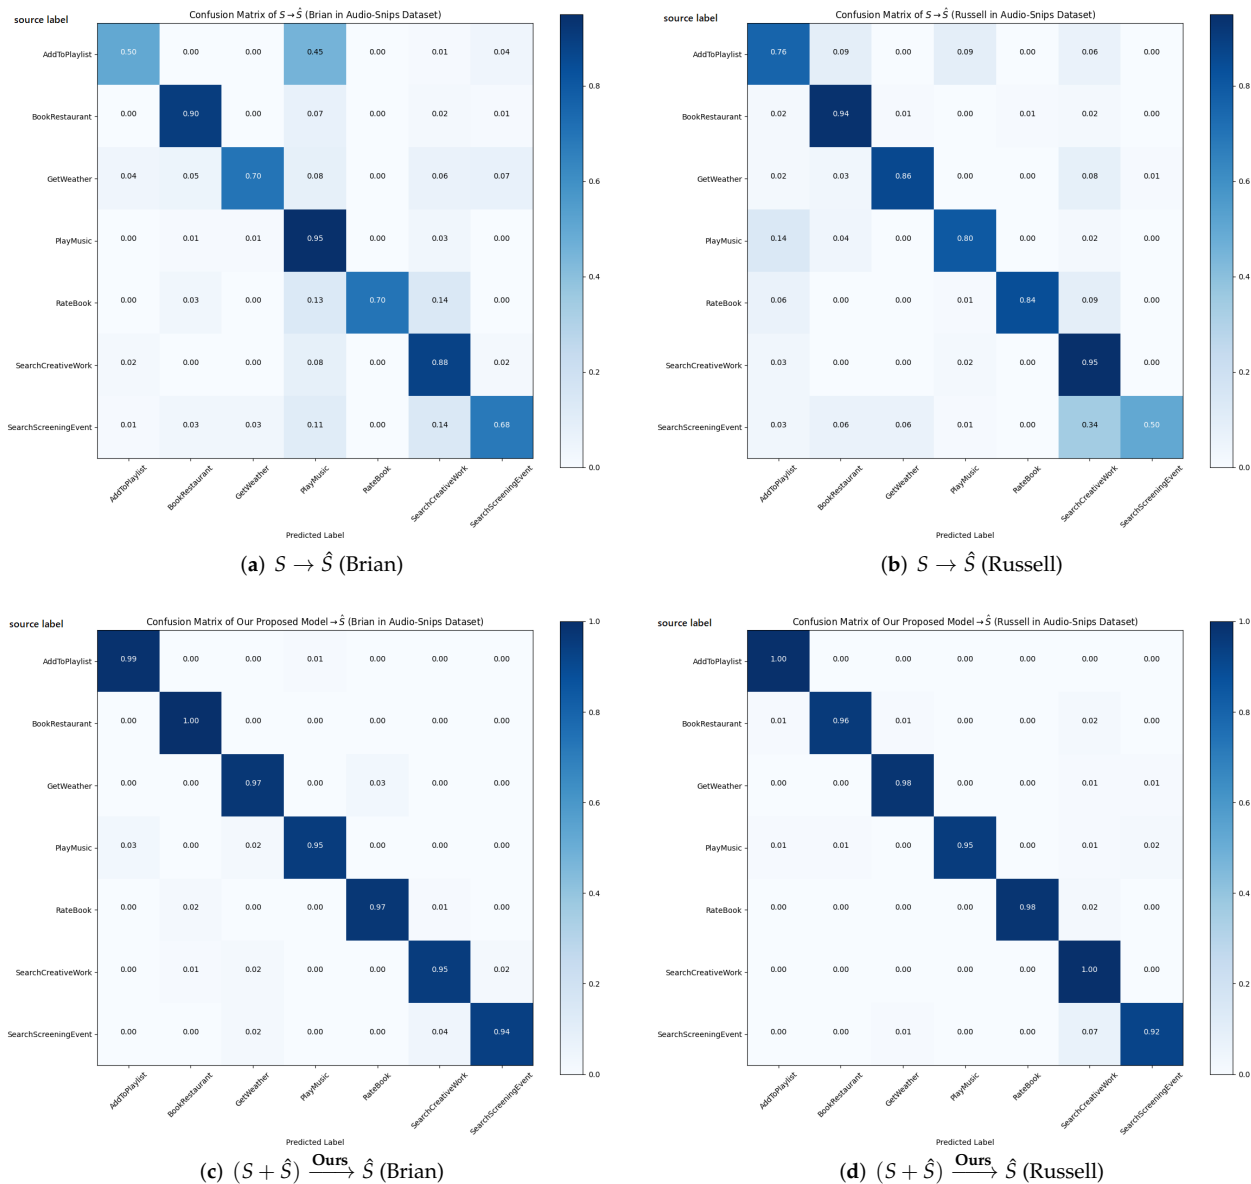 source label
Confusion Matrix of S→Ŝ (Brian in Audio-Snips Dataset)
AddToPlaylist 0.50 0.00 0.00 0.45 0.00 0.01 0.04
BookRestaurant 0.00 0.90 0.00 0.07 0.00 0.02 0.01
0.8
GetWeather 0.04 0.05 0.70 0.08 0.00 0.06 0.07
0.6
PlayMusic 0.00 0.01 0.01 0.95 0.00 0.03 0.00
0.4
RateBook 0.00 0.03 0.00 0.13 0.70 0.14 0.00
SearchCreativeWork 0.02 0.00 0.00 0.08 0.00 0.88 0.02
0.2
SearchScreeningEvent 0.01 0.03 0.03 0.11 0.00 0.14 0.68
0.0
AddToPlaylist BookRestaurant GetWeather PlayMusic RateBook SearchCreativeWork SearchScreeningEvent
Predicted Label
(a) S → Ŝ (Brian)
source label
Confusion Matrix of S→Ŝ (Russell in Audio-Snips Dataset)
AddToPlaylist 0.76 0.09 0.00 0.09 0.00 0.06 0.00
BookRestaurant 0.02 0.94 0.01 0.00 0.01 0.02 0.00
0.8
GetWeather 0.02 0.03 0.86 0.00 0.00 0.08 0.01
0.6
PlayMusic 0.14 0.04 0.00 0.80 0.00 0.02 0.00
0.4
RateBook 0.06 0.00 0.00 0.01 0.84 0.09 0.00
SearchCreativeWork 0.03 0.00 0.00 0.02 0.00 0.95 0.00
0.2
SearchScreeningEvent 0.03 0.06 0.06 0.01 0.00 0.34 0.50
0.0
AddToPlaylist BookRestaurant GetWeather PlayMusic RateBook SearchCreativeWork SearchScreeningEvent
Predicted Label
(b) S → Ŝ (Russell)
source label
Confusion Matrix of Our Proposed Model→Ŝ (Brian in Audio-Snips Dataset)
1.0
AddToPlaylist 0.99 0.00 0.00 0.01 0.00 0.00 0.00
BookRestaurant 0.00 1.00 0.00 0.00 0.00 0.00 0.00
0.8
GetWeather 0.00 0.00 0.97 0.00 0.03 0.00 0.00
0.6
PlayMusic 0.03 0.00 0.02 0.95 0.00 0.00 0.00
0.4
RateBook 0.00 0.02 0.00 0.00 0.97 0.01 0.00
SearchCreativeWork 0.00 0.01 0.02 0.00 0.00 0.95 0.02
0.2
SearchScreeningEvent 0.00 0.00 0.02 0.00 0.00 0.04 0.94
0.0
AddToPlaylist BookRestaurant GetWeather PlayMusic RateBook SearchCreativeWork SearchScreeningEvent
Predicted Label
(c) (S + Ŝ) Ours → Ŝ (Brian)
source label
Confusion Matrix of Our Proposed Model→Ŝ (Russell in Audio-Snips Dataset)
1.0
AddToPlaylist 1.00 0.00 0.00 0.00 0.00 0.00 0.00
BookRestaurant 0.01 0.96 0.01 0.00 0.00 0.02 0.00
0.8
GetWeather 0.00 0.00 0.98 0.00 0.00 0.01 0.01
0.6
PlayMusic 0.01 0.01 0.00 0.95 0.00 0.01 0.02
0.4
RateBook 0.00 0.00 0.00 0.00 0.98 0.02 0.00
SearchCreativeWork 0.00 0.00 0.00 0.00 0.00 1.00 0.00
0.2
SearchScreeningEvent 0.00 0.00 0.01 0.00 0.00 0.07 0.92
0.0
AddToPlaylist BookRestaurant GetWeather PlayMusic RateBook SearchCreativeWork SearchScreeningEvent
Predicted Label
(d) (S + Ŝ) Ours → Ŝ (Russell)